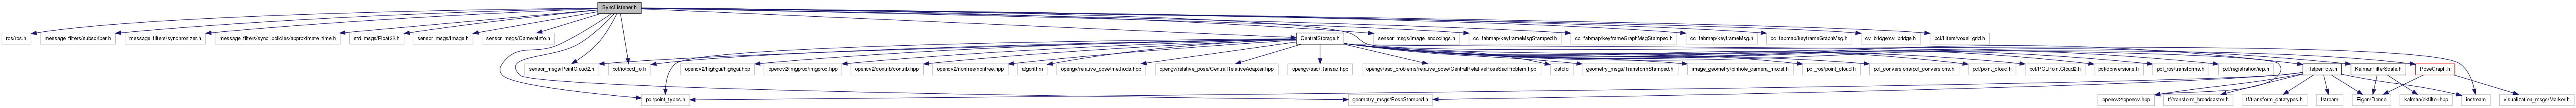 SyncListener.h
ros/ros.h
message_filters/subscriber.h
message_filters/synchronizer.h
message_filters/sync_policies/approximate_time.h
std_msgs/Float32.h
sensor_msgs/Image.h
sensor_msgs/CameraInfo.h
CentralStorage.h
sensor_msgs/image_encodings.h
cc_fabmap/keyframeMsgStamped.h
cc_fabmap/keyframeGraphMsgStamped.h
cc_fabmap/keyframeMsg.h
cc_fabmap/keyframeGraphMsg.h
cv_bridge/cv_bridge.h
pcl/filters/voxel_grid.h
sensor_msgs/PointCloud2.h
pcl/io/pcd_io.h
opencv2/highgui/highgui.hpp
opencv2/imgproc/imgproc.hpp
opencv2/contrib/contrib.hpp
opencv2/nonfree/nonfree.hpp
algorithm
opengv/relative_pose/methods.hpp
opengv/relative_pose/CentralRelativeAdapter.hpp
opengv/sac/Ransac.hpp
opengv/sac_problems/relative_pose/CentralRelativePoseSacProblem.hpp
cstdio
geometry_msgs/TransformStamped.h
image_geometry/pinhole_camera_model.h
pcl_ros/point_cloud.h
pcl_conversions/pcl_conversions.h
pcl/point_cloud.h
pcl/PCLPointCloud2.h
pcl/conversions.h
pcl_ros/transforms.h
pcl/registration/icp.h
HelperFcts.h
KalmanFilterScala.h
PoseGraph.h
pcl/point_types.h
geometry_msgs/PoseStamped.h
opencv2/opencv.hpp
tf/transform_broadcaster.h
tf/transform_datatypes.h
fstream
Eigen/Dense
kalman/ekfilter.hpp
iostream
visualization_msgs/Marker.h